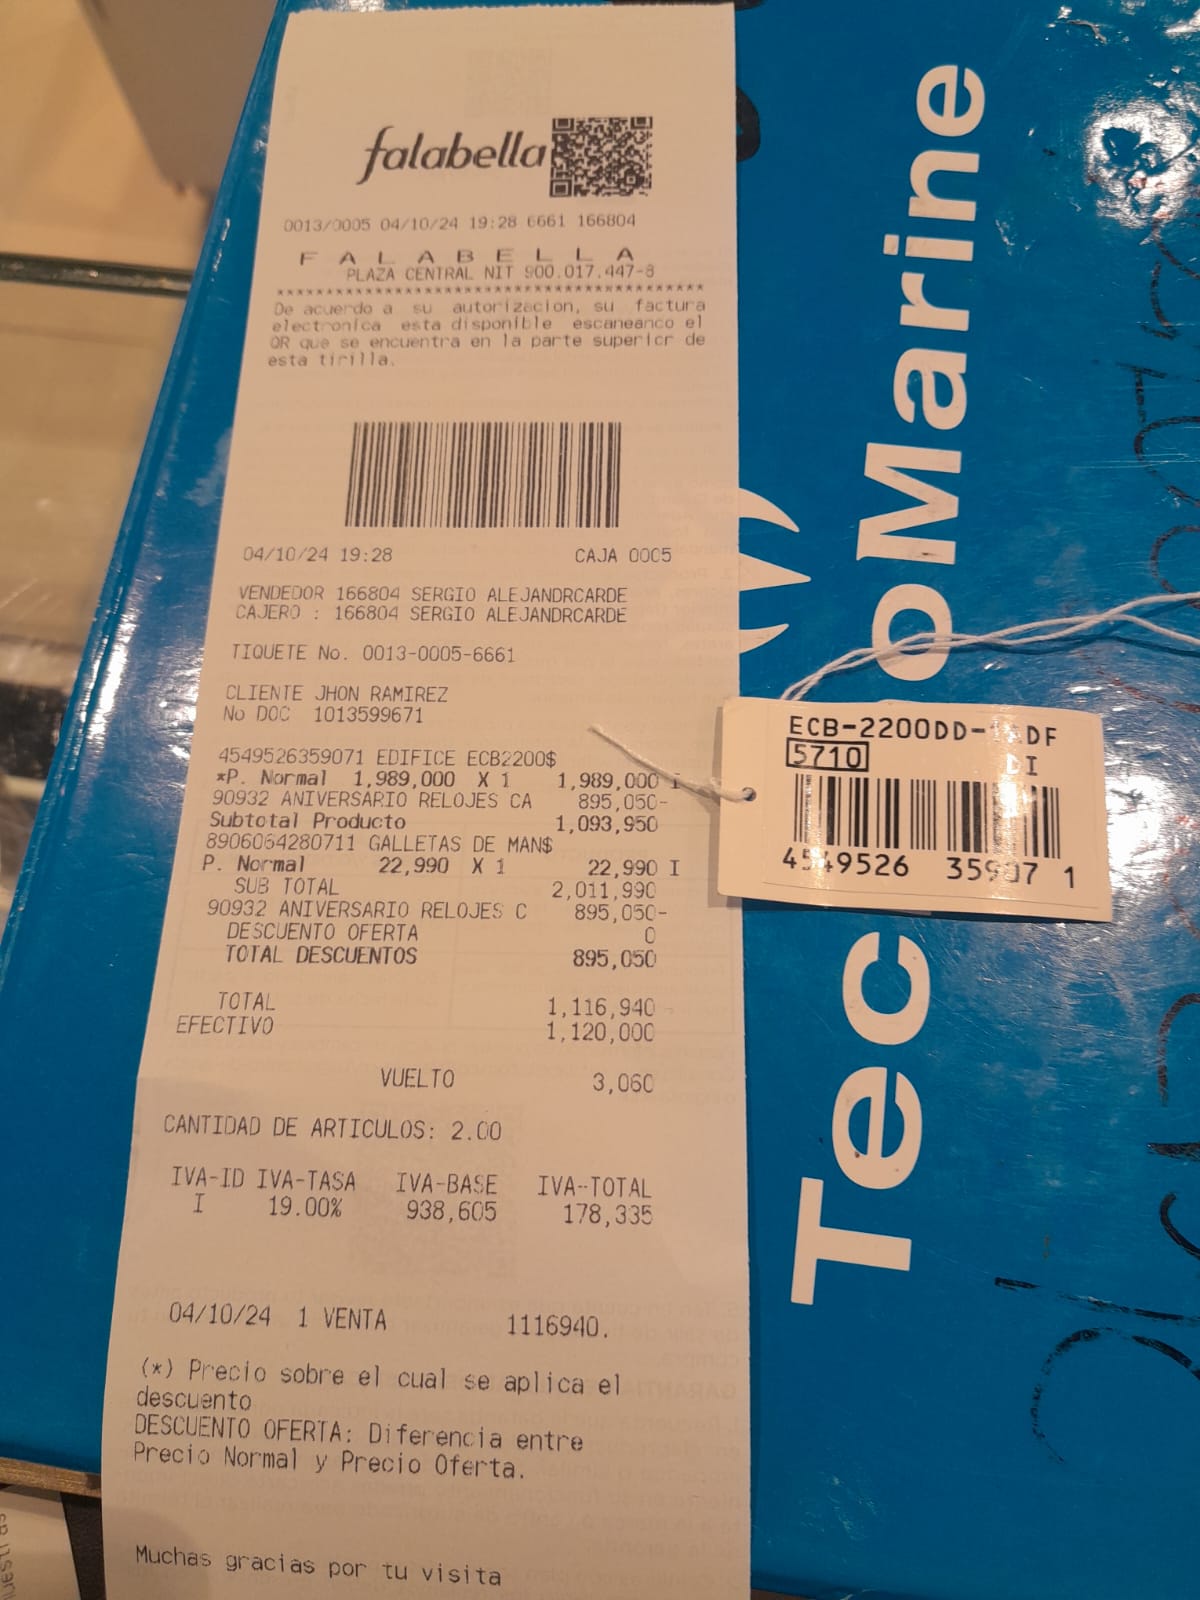 falabella
0013/0005 04/10/24 19:28 6661 166804
F A L A B E L L A
PLAZA CENTRAL NIT 900.017.447-8
****************************************
De acuerdo a su autorizacion, su factura
electronica esta disponible escaneanco el
QR que se encuentra en la parte superior de
esta tirilla.
04/10/24 19:28 CAJA 0005
VENDEDOR 166804 SERGIO ALEJANDRCARDE
CAJERO : 166804 SERGIO ALEJANDRCARDE
TIQUETE No. 0013-0005-6661
CLIENTE JHON RAMIREZ
No DOC 1013599671
4549526359071 EDIFICE ECB2200$
*P. Normal 1,989,000 X 1 1,989,000 I
90932 ANIVERSARIO RELOJES CA 895,050-
Subtotal Producto 1,093,950
8906064280711 GALLETAS DE MAN$
P. Normal 22,990 X 1 22,990 I
SUB TOTAL 2,011,990
90932 ANIVERSARIO RELOJES C 895,050-
DESCUENTO OFERTA 0
TOTAL DESCUENTOS 895,050
TOTAL 1,116,940
EFECTIVO 1,120,000
VUELTO 3,060
CANTIDAD DE ARTICULOS: 2.00
IVA-ID IVA-TASA IVA-BASE IVA-TOTAL
I 19.00% 938,605 178,335
04/10/24 1 VENTA 1116940.
(*) Precio sobre el cual se aplica el
descuento
DESCUENTO OFERTA: Diferencia entre
Precio Normal y Precio Oferta.
Muchas gracias por tu visita
TecnoMarine
5710
4549526 35907 1